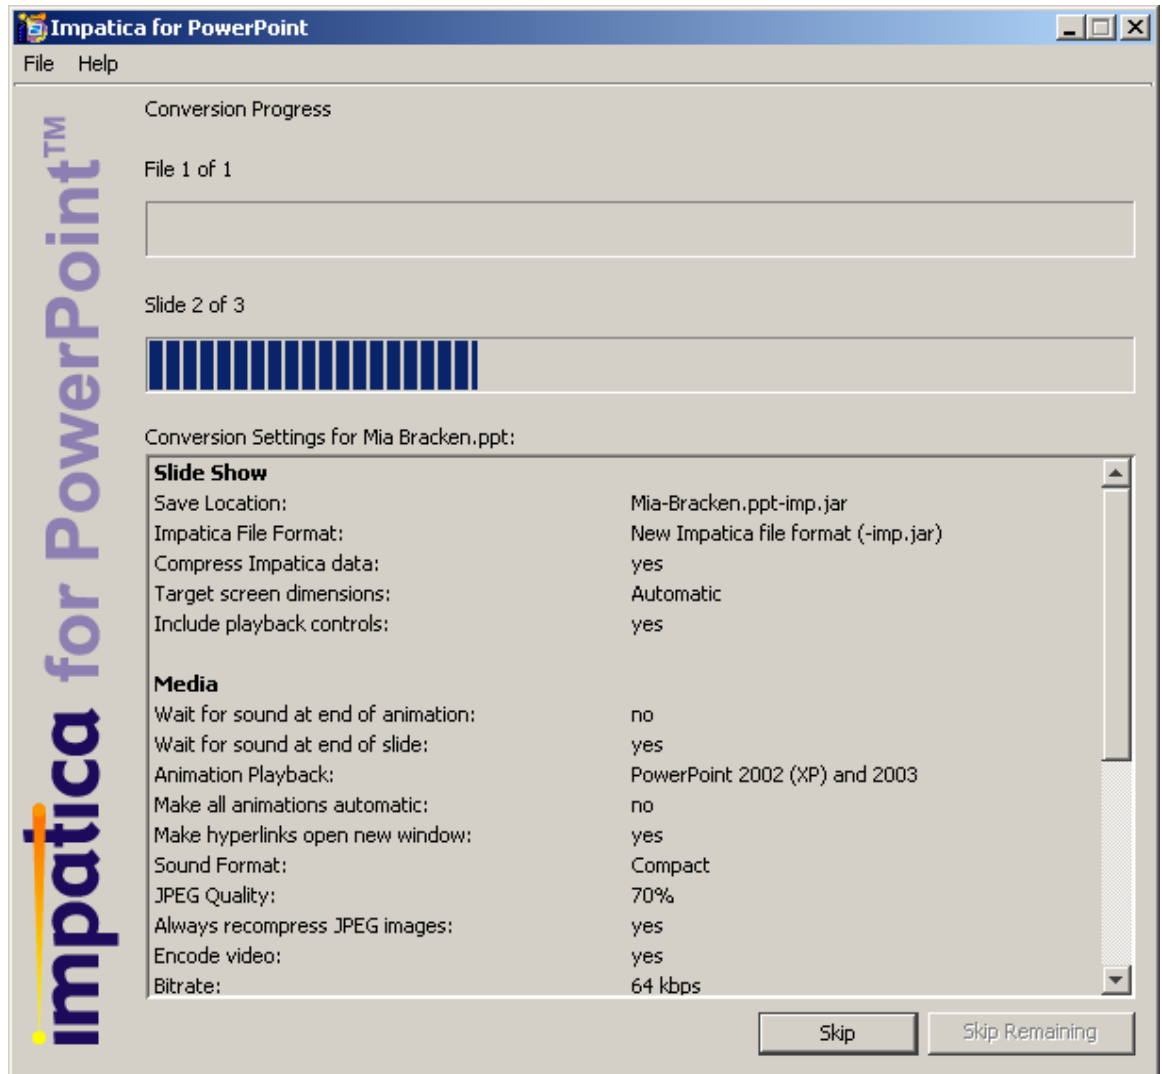 Impatica for PowerPoint
File Help
impatica for PowerPoint™
Conversion Progress
File 1 of 1
Slide 2 of 3
Conversion Settings for Mia Bracken.ppt:
Slide Show
Save Location: Mia-Bracken.ppt-imp.jar
Impatica File Format: New Impatica file format (-imp.jar)
Compress Impatica data: yes
Target screen dimensions: Automatic
Include playback controls: yes
Media
Wait for sound at end of animation: no
Wait for sound at end of slide: yes
Animation Playback: PowerPoint 2002 (XP) and 2003
Make all animations automatic: no
Make hyperlinks open new window: yes
Sound Format: Compact
JPEG Quality: 70%
Always recompress JPEG images: yes
Encode video: yes
Bitrate: 64 kbps
Skip Skip Remaining